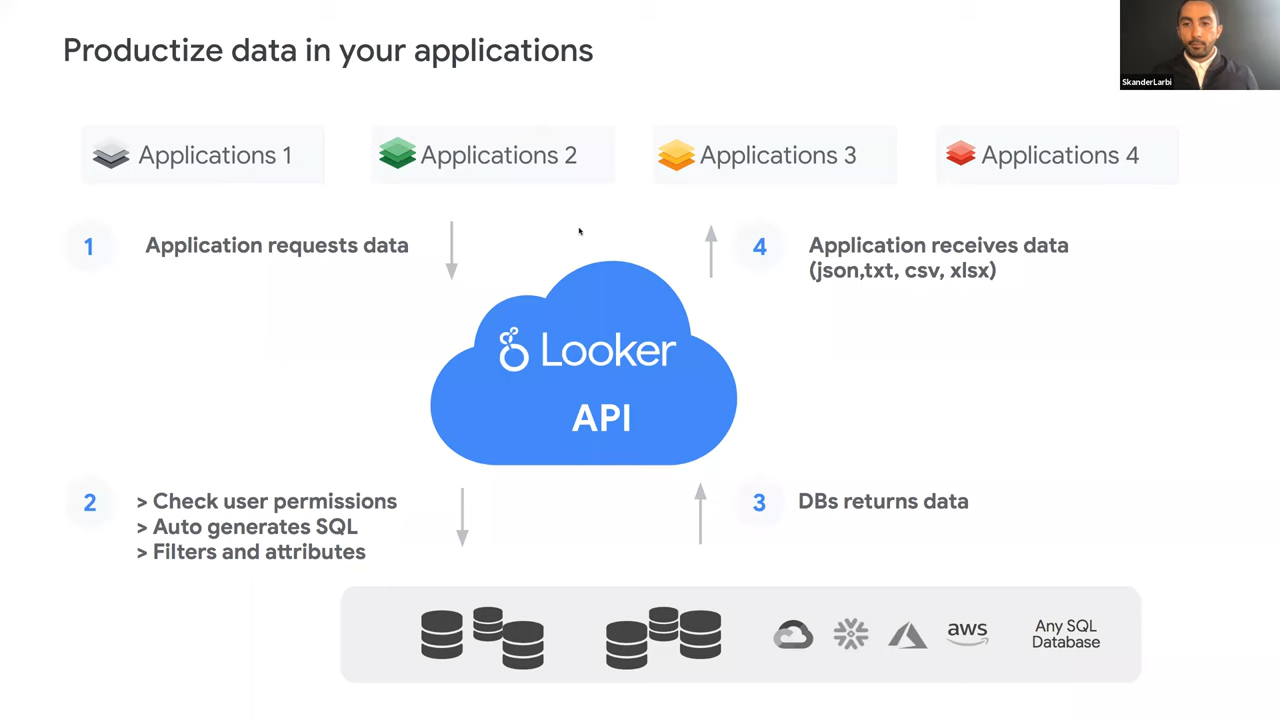 Productize data in your applications
SkanderLarbi
Applications 1
Applications 2
Applications 3
Applications 4
1
Application requests data
4
Application receives data
(json,txt, csv, xlsx)
Looker
API
2
> Check user permissions
> Auto generates SQL
> Filters and attributes
3
DBs returns data
aws
Any SQL
Database